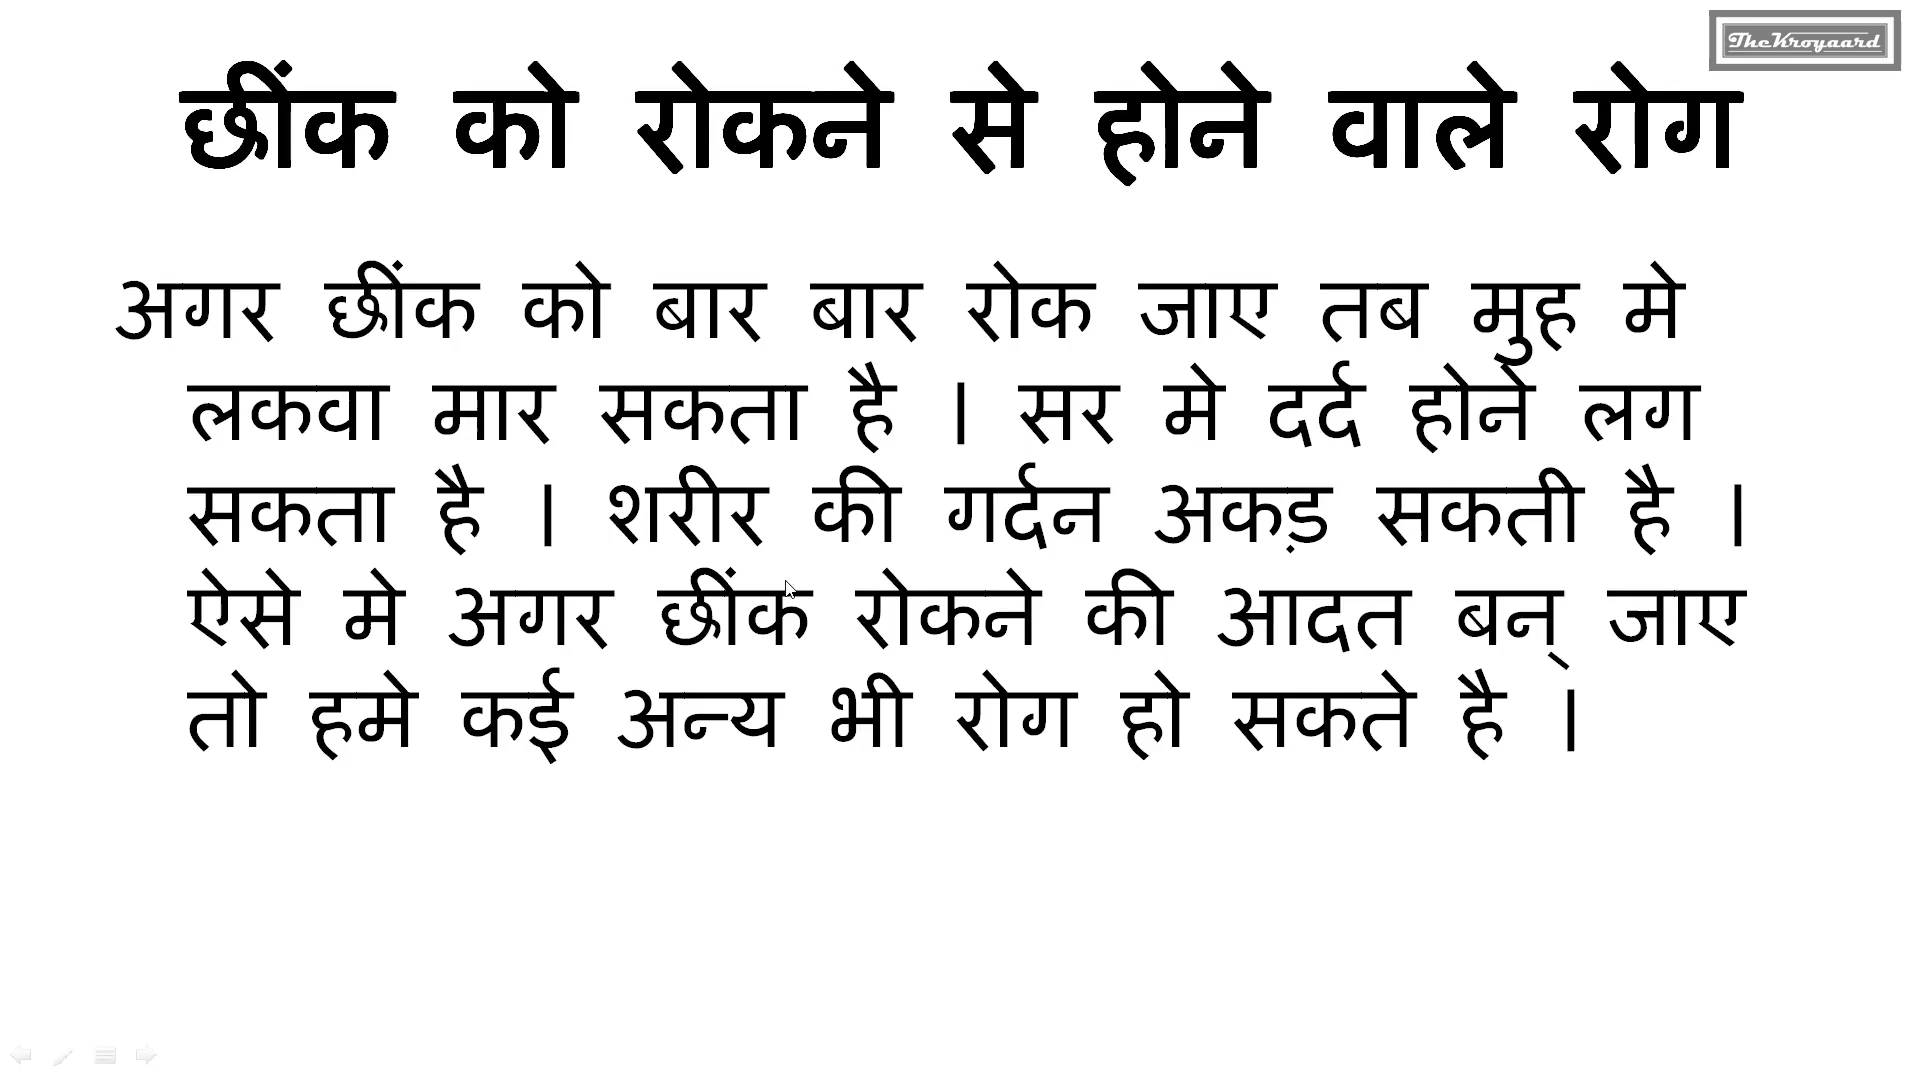 TheKroyaard
छींक को रोकने से होने वाले रोग
अगर छींक को बार बार रोक जाए तब मुह मे
लकवा मार सकता है । सर मे दर्द होने लग
सकता है । शरीर की गर्दन अकड़ सकती है ।
ऐसे मे अगर छींक रोकने की आदत बन् जाए
तो हमे कई अन्य भी रोग हो सकते है ।